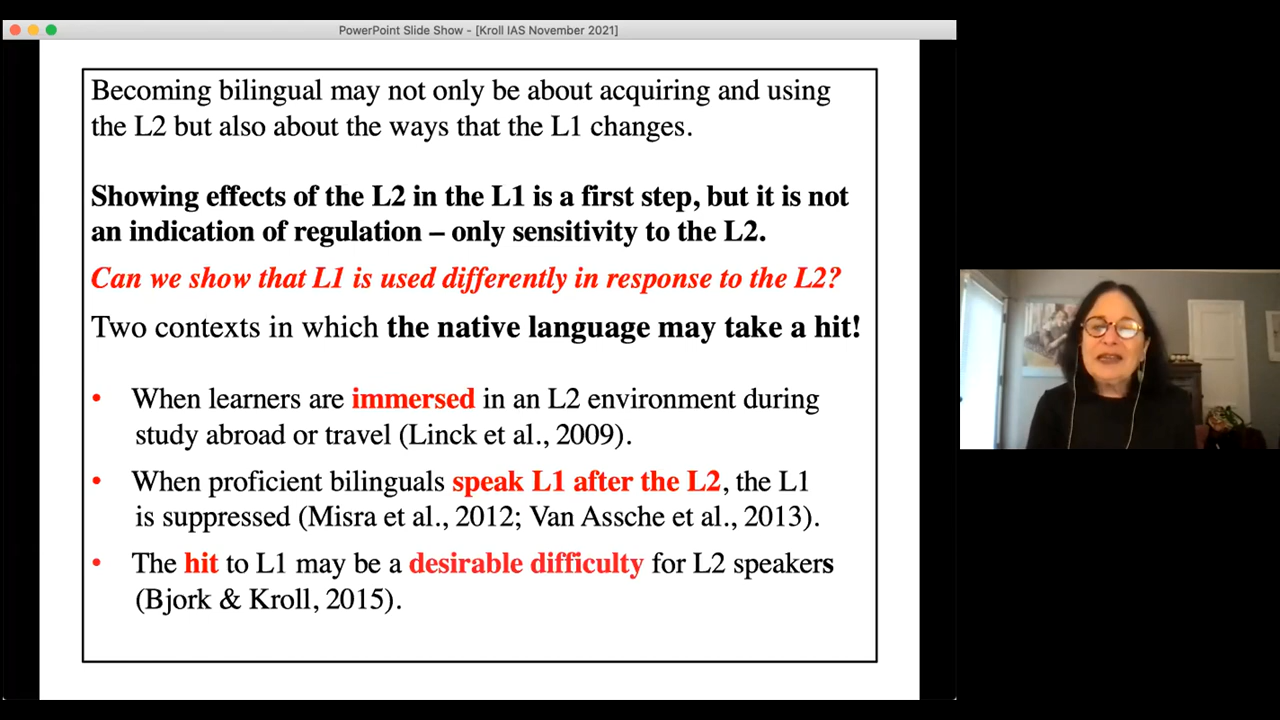 PowerPoint Slide Show - [Kroll IAS November 2021]
Becoming bilingual may not only be about acquiring and using
the L2 but also about the ways that the L1 changes.
Showing effects of the L2 in the L1 is a first step, but it is not
an indication of regulation – only sensitivity to the L2.
Can we show that L1 is used differently in response to the L2?
Two contexts in which the native language may take a hit!
• When learners are immersed in an L2 environment during
study abroad or travel (Linck et al., 2009).
• When proficient bilinguals speak L1 after the L2, the L1
is suppressed (Misra et al., 2012; Van Assche et al., 2013).
• The hit to L1 may be a desirable difficulty for L2 speakers
(Bjork & Kroll, 2015).